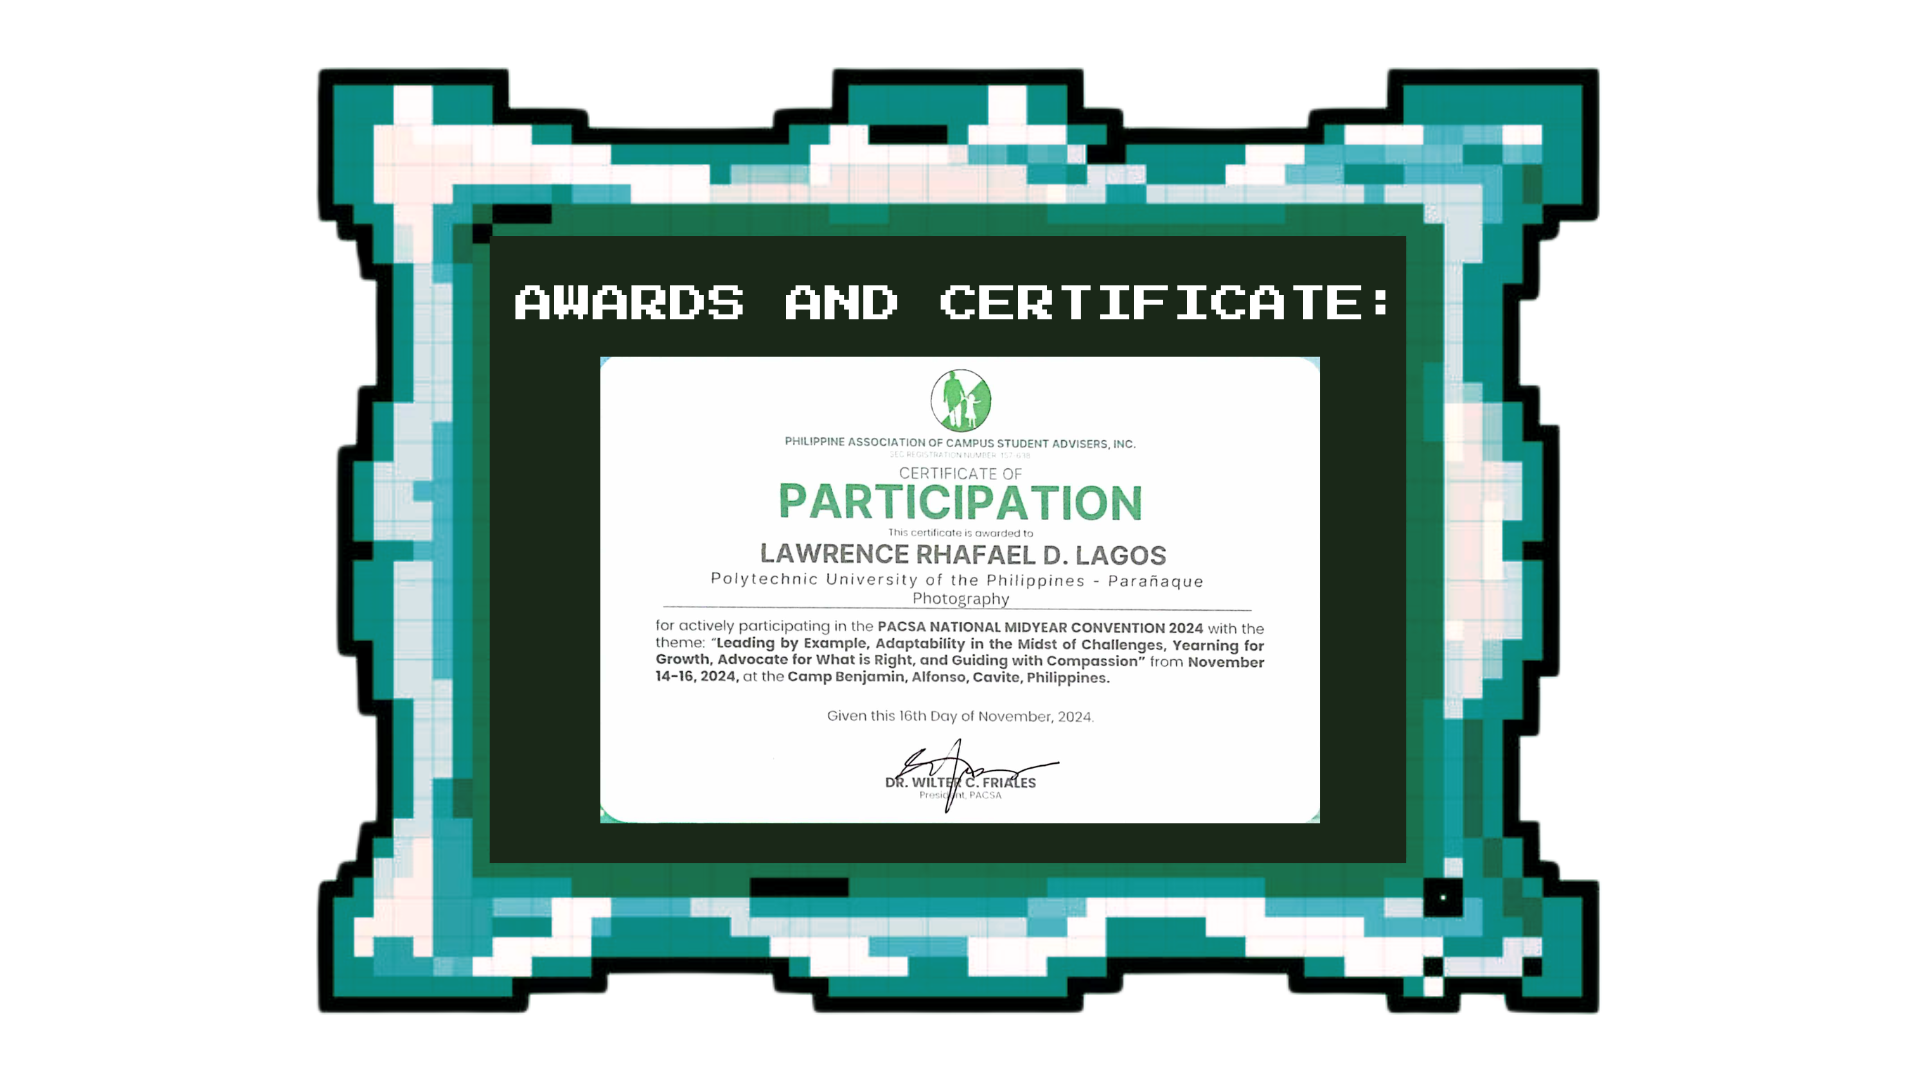 AWARDS AND CERTIFICATE:
PHILIPPINE ASSOCIATION OF CAMPUS STUDENT ADVISERS, INC.
SEC REGISTRATION NUMBER:
CERTIFICATE OF
PARTICIPATION
This certificate is awarded to
LAWRENCE RHAFAEL D. LAGOS
Polytechnic University of the Philippines - Parañaque
Photography
for actively participating in the PACSA NATIONAL MIDYEAR CONVENTION 2024 with the
theme: “Leading by Example, Adaptability in the Midst of Challenges, Yearning for
Growth, Advocate for What is Right, and Guiding with Compassion” from November
14-16, 2024, at the Camp Benjamin, Alfonso, Cavite, Philippines.
Given this 16th Day of November, 2024.
DR. WILTER C. FRIALES
President, PACSA